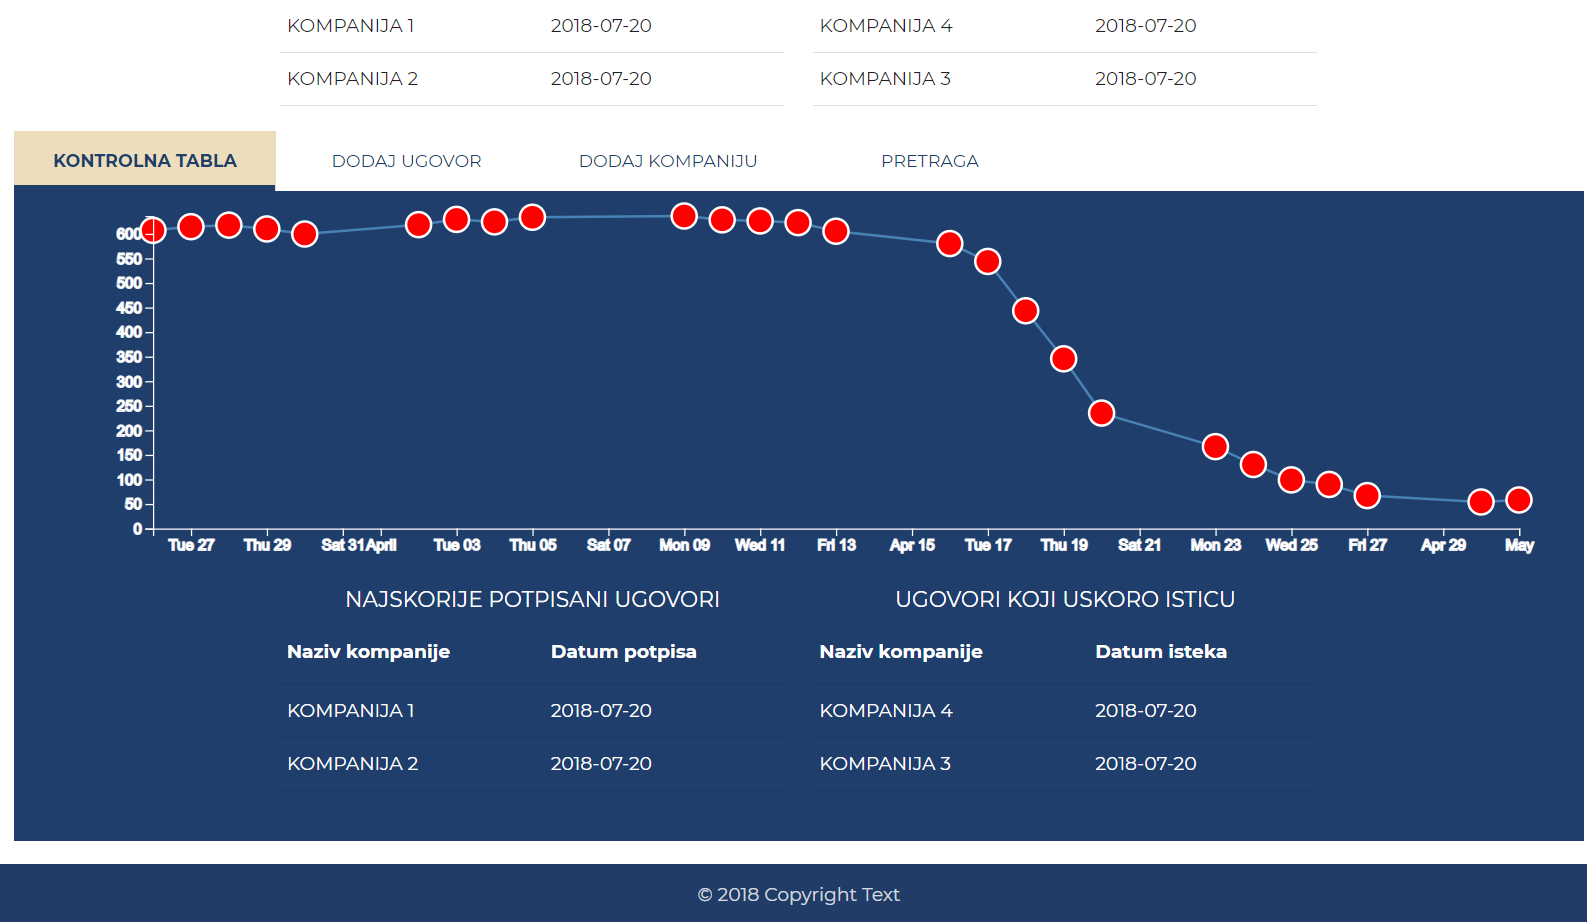 KOMPANIJA 1 2018-07-20 KOMPANIJA 4 2018-07-20
KOMPANIJA 2 2018-07-20 KOMPANIJA 3 2018-07-20
KONTROLNA TABLA DODAJ UGOVOR DODAJ KOMPANIJU PRETRAGA
600
550
500
450
400
350
300
250
200
150
100
50
0
Tue 27 Thu 29 Sat 31 April Tue 03 Thu 05 Sat 07 Mon 09 Wed 11 Fri 13 Apr 15 Tue 17 Thu 19 Sat 21 Mon 23 Wed 25 Fri 27 Apr 29 May
NAJSKORIJE POTPISANI UGOVORI UGOVORI KOJI USKORO ISTICU
Naziv kompanije Datum potpisa Naziv kompanije Datum isteka
KOMPANIJA 1 2018-07-20 KOMPANIJA 4 2018-07-20
KOMPANIJA 2 2018-07-20 KOMPANIJA 3 2018-07-20
© 2018 Copyright Text